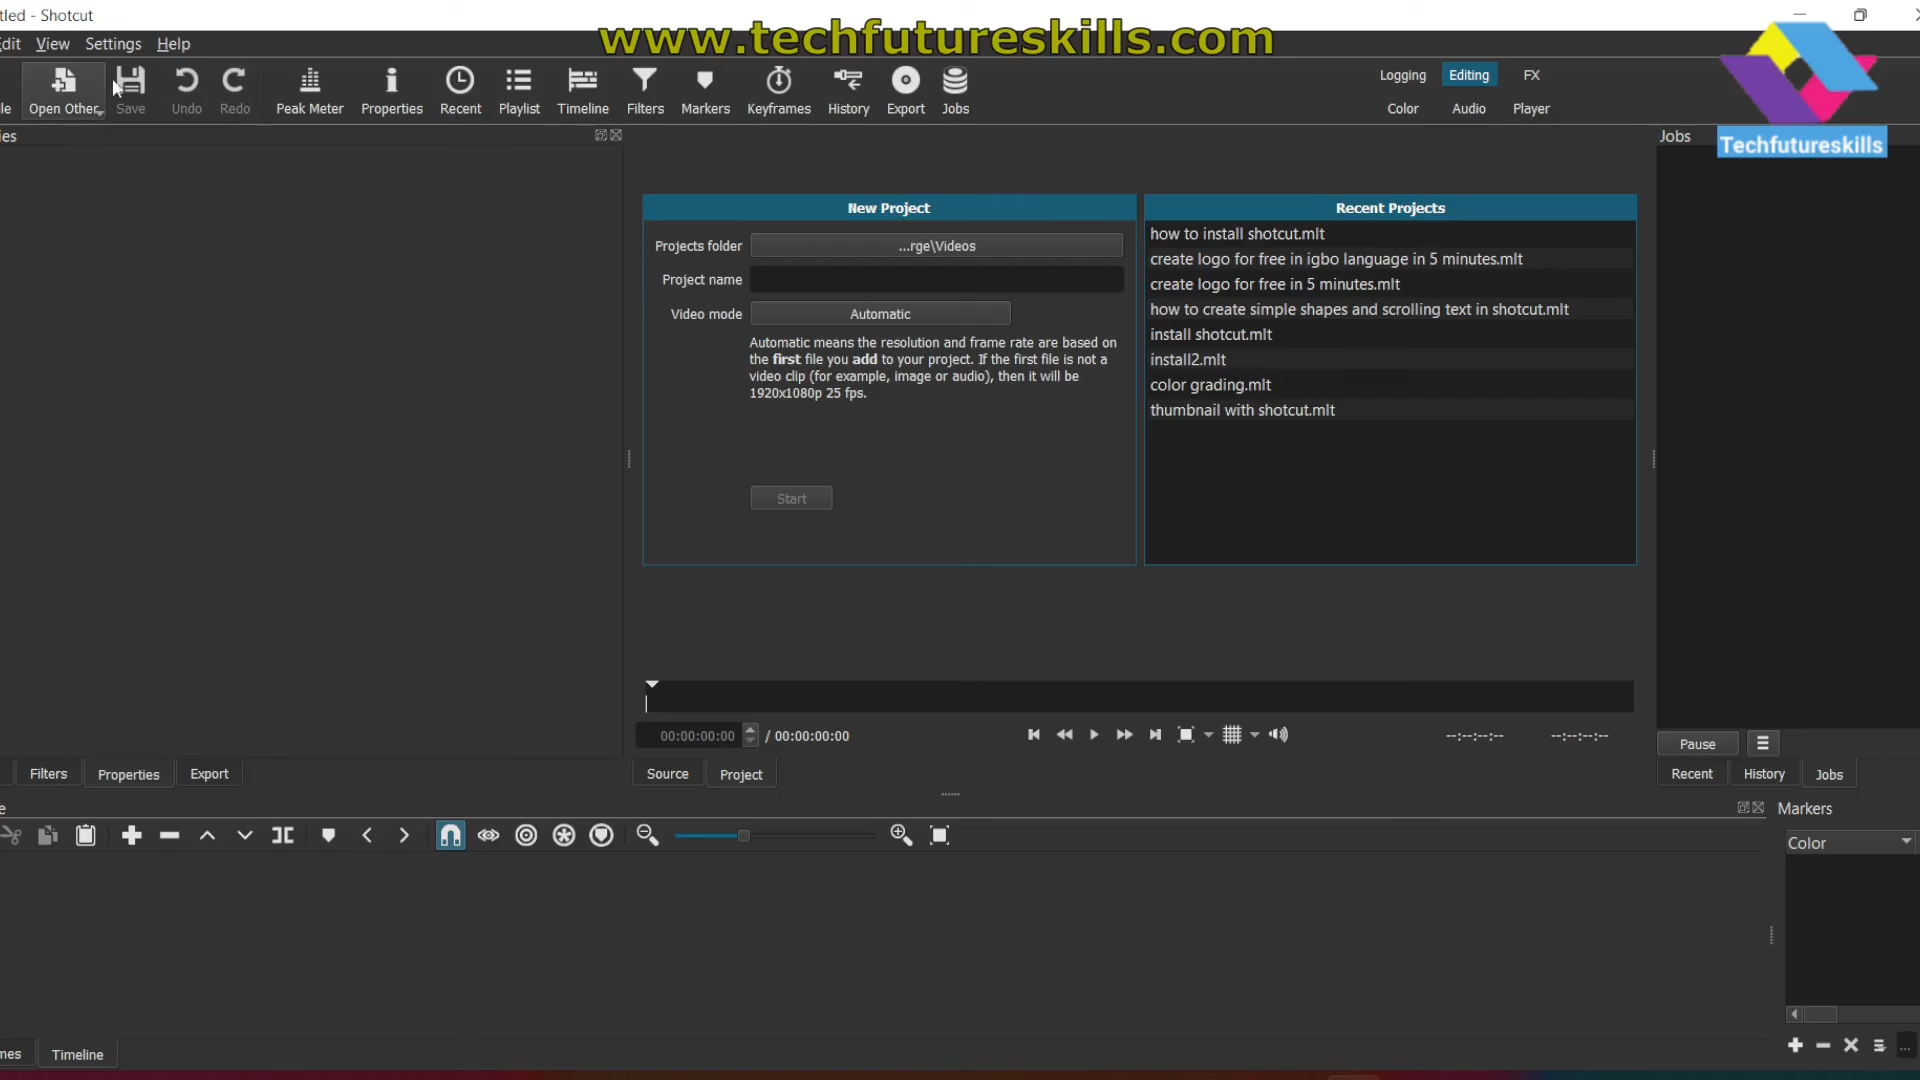 tled - Shotcut
www.techfutureskills.com
dit View Settings Help
le Open Other... Save Undo Redo Peak Meter Properties Recent Playlist Timeline Filters Markers Keyframes History Export Jobs
Logging Editing FX
Color Audio Player
Techfutureskills
ies
Jobs
New Project
Projects folder ...rge\Videos
Project name
Video mode Automatic
Automatic means the resolution and frame rate are based on
the first file you add to your project. If the first file is not a
video clip (for example, image or audio), then it will be
1920x1080p 25 fps.
Start
Recent Projects
how to install shotcut.mlt
create logo for free in igbo language in 5 minutes.mlt
create logo for free in 5 minutes.mlt
how to create simple shapes and scrolling text in shotcut.mlt
install shotcut.mlt
install2.mlt
color grading.mlt
thumbnail with shotcut.mlt
00:00:00:00 / 00:00:00:00
--:--:--:-- --:--:--:--
Pause
Filters Properties Export
Source Project
Recent History Jobs
e
Markers
Color
mes Timeline
...